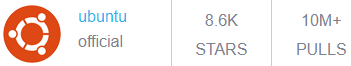 ubuntu
official
8.6K
STARS
10M+
PULLS